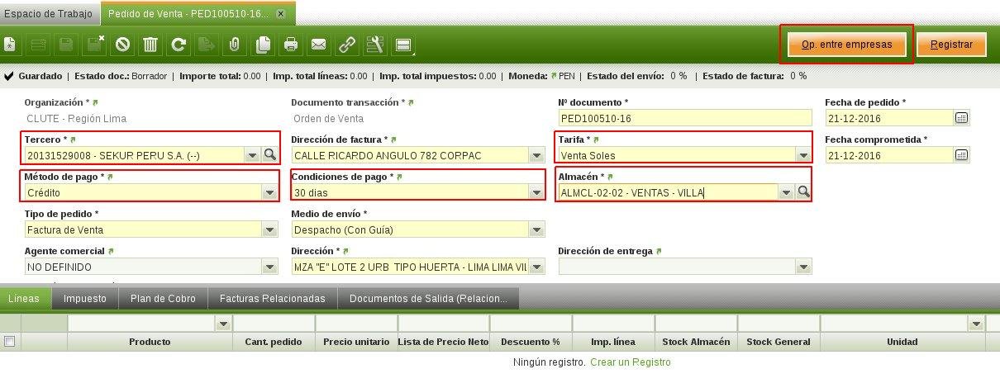 Espacio de Trabajo
Pedido de Venta - PED100510-16... x
Op. entre empresas
Registrar
Guardado | Estado doc.: Borrador | Importe total: 0.00 | Imp. total líneas: 0.00 | Imp. total impuestos: 0.00 | Moneda: PEN | Estado del envío: 0 % | Estado de factura: 0 %
Organización * Documento transacción * Nº documento * Fecha de pedido *
CLUTE - Región Lima Orden de Venta PED100510-16 21-12-2016
Tercero * Dirección de factura * Tarifa * Fecha comprometida *
20131529008 - SEKUR PERU S.A. (--) CALLE RICARDO ANGULO 782 CORPAC Venta Soles 21-12-2016
Método de pago * Condiciones de pago * Almacén *
Crédito 30 dias ALMCL-02-02 - VENTAS - VILLA
Tipo de pedido * Medio de envío *
Factura de Venta Despacho (Con Guía)
Agente comercial Dirección * Dirección de entrega
NO DEFINIDO MZA "E" LOTE 2 URB TIPO HUERTA - LIMA LIMA VIL
Líneas Impuesto Plan de Cobro Facturas Relacionadas Documentos de Salida (Relacion...
Producto Cant. pedido Precio unitario Lista de Precio Neto Descuento % Imp. línea Stock Almacén Stock General Unidad
Ningún registro. Crear un Registro